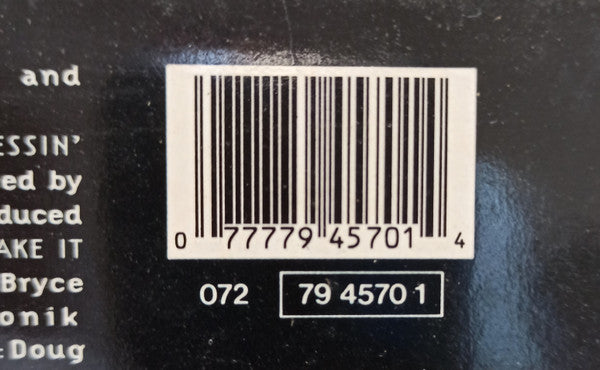 and
ESSIN'
ed by
duced
AKE IT
Bryce
onik
: Doug
0 77779 45701 4
072 79 4570 1